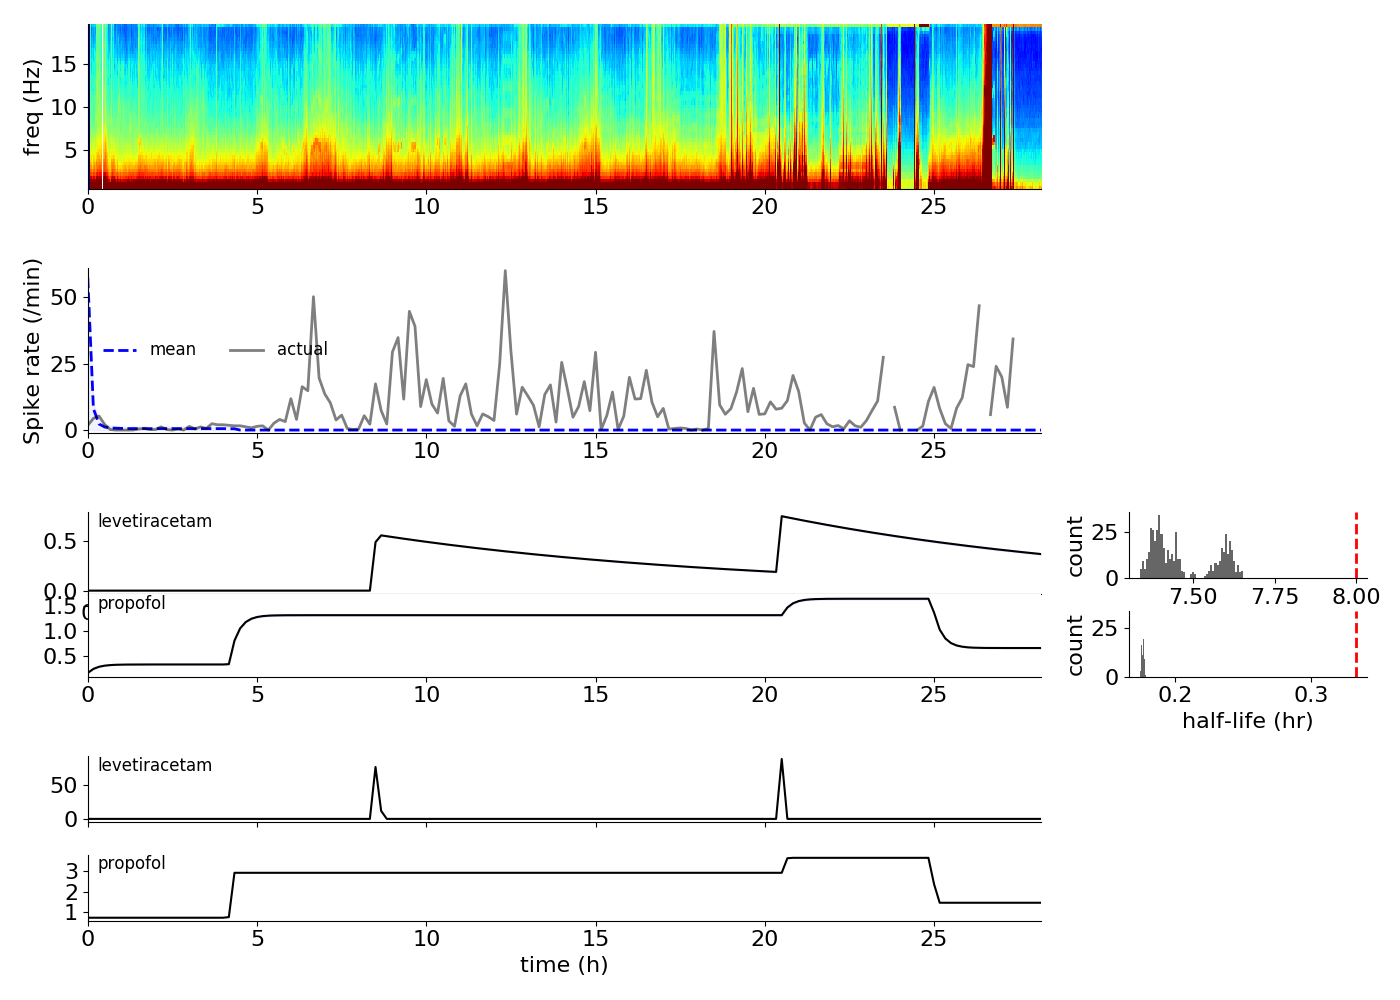 freq (Hz)
15
10
5
0 5 10 15 20 25
Spike rate (/min)
50
25
0
mean actual
0 5 10 15 20 25
levetiracetam
0.5
0.0
0
propofol
1.5
1.0
0.5
0 5 10 15 20 25
count
25
0
7.50 7.75 8.00
count
25
0
0.2 0.3
half-life (hr)
levetiracetam
50
0
propofol
3
2
1
0 5 10 15 20 25
time (h)